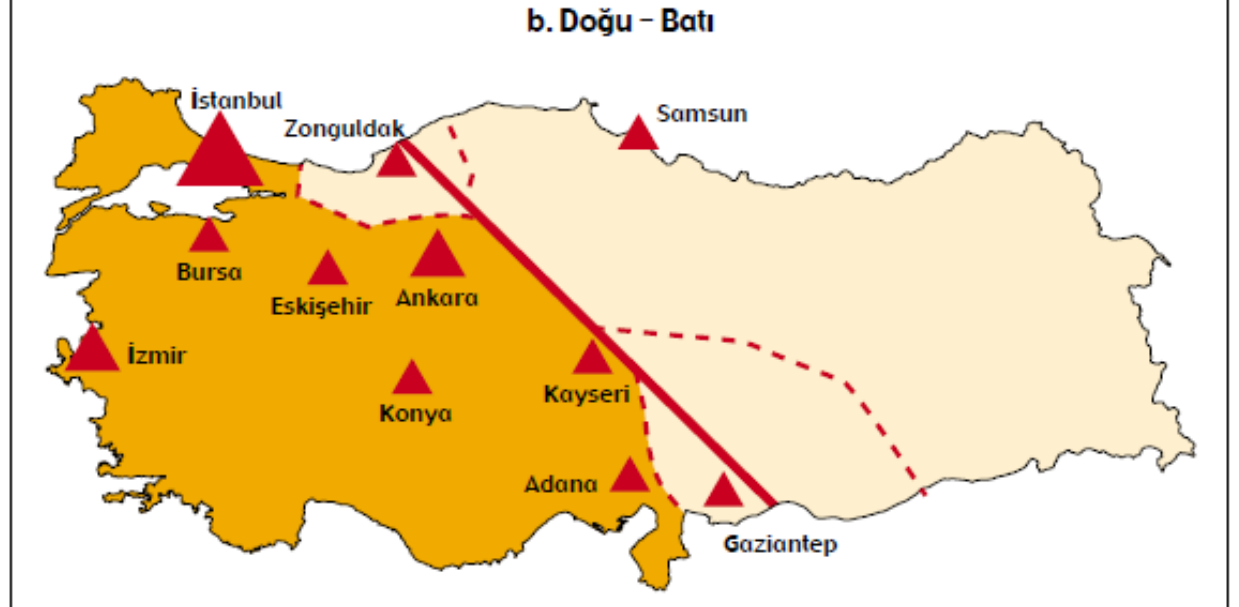 b. Doğu - Batı
İstanbul
Zonguldak
Samsun
Bursa
Eskişehir
Ankara
İzmir
Konya
Kayseri
Adana
Gaziantep